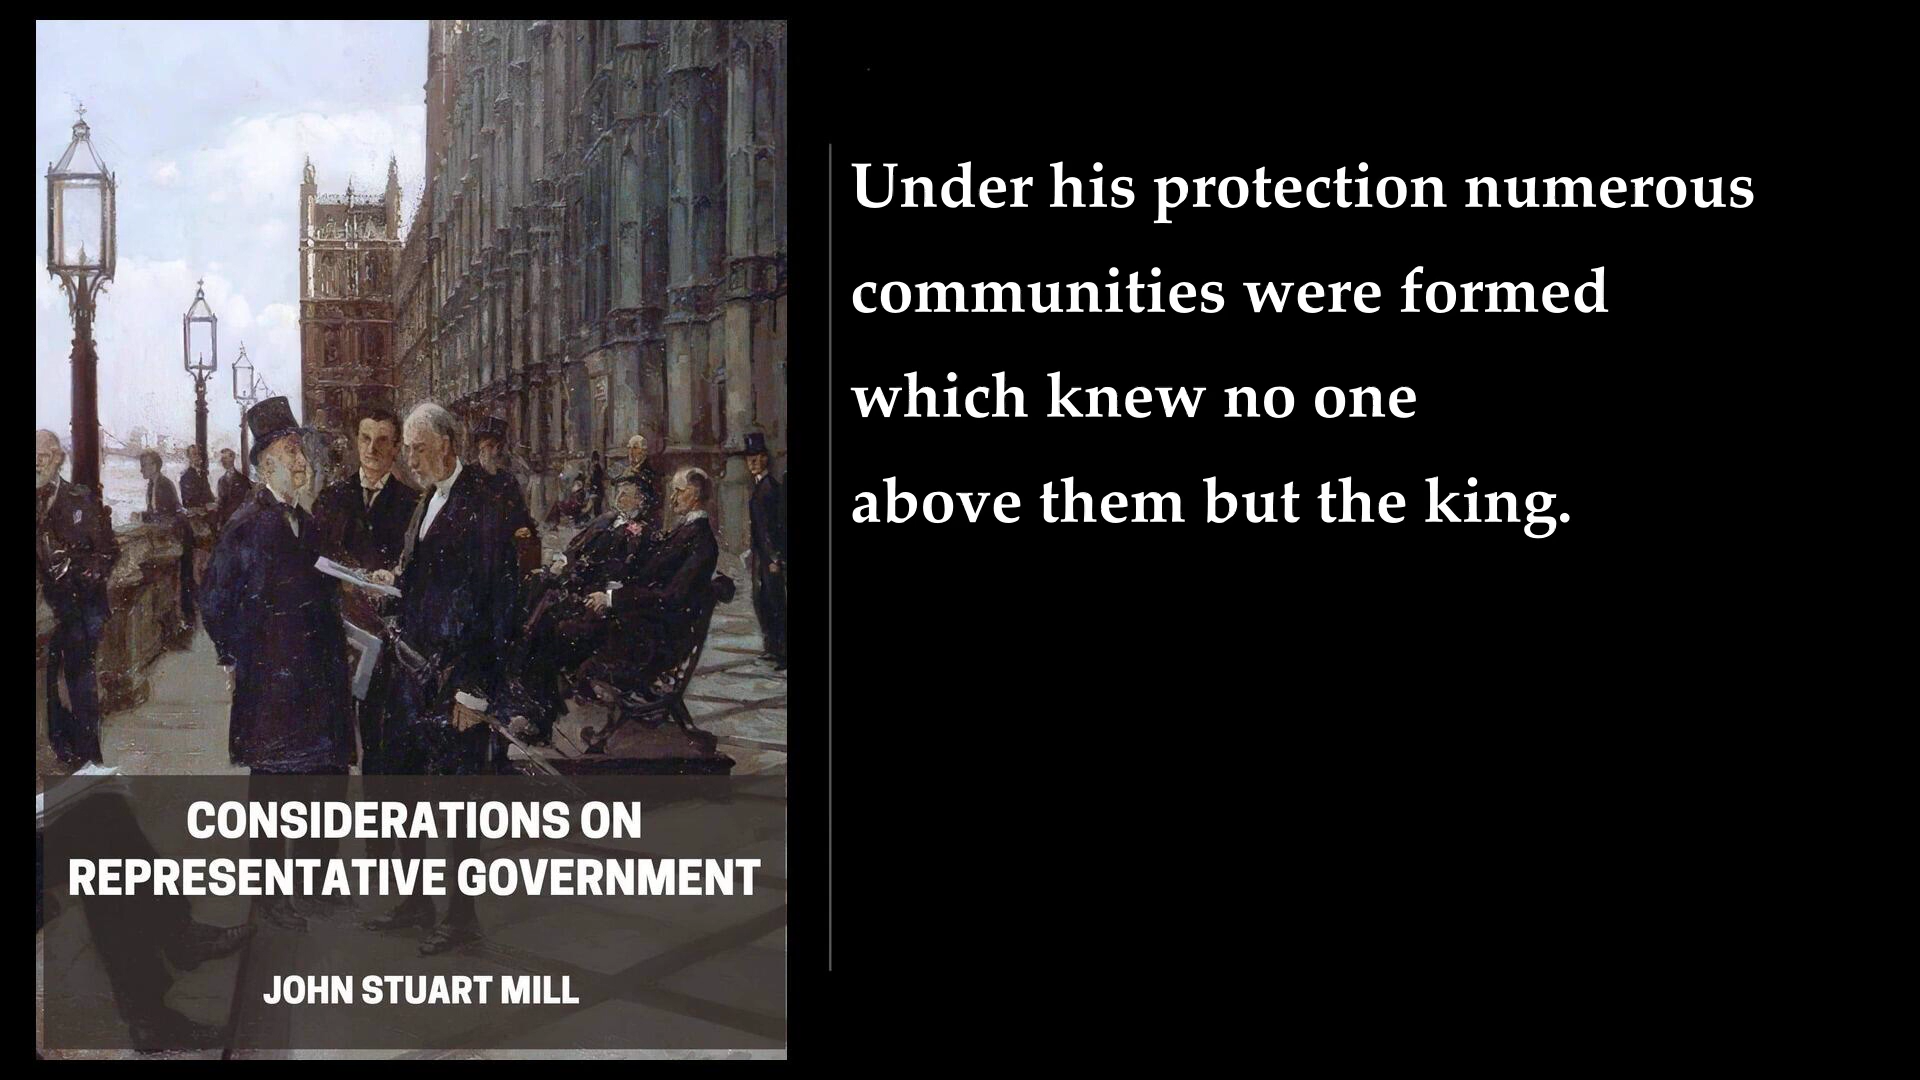 Under his protection numerous
communities were formed
which knew no one
above them but the king.
CONSIDERATIONS ON
REPRESENTATIVE GOVERNMENT
JOHN STUART MILL